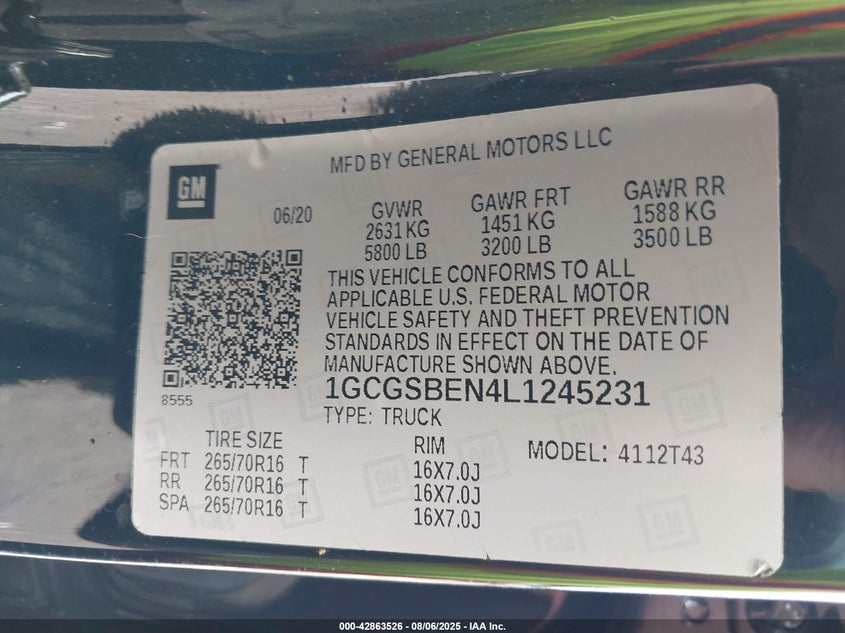 MFD BY GENERAL MOTORS LLC
GM
06/20
GVWR GAWR FRT GAWR RR
2631 KG 1451 KG 1588 KG
5800 LB 3200 LB 3500 LB
THIS VEHICLE CONFORMS TO ALL
APPLICABLE U.S. FEDERAL MOTOR
VEHICLE SAFETY AND THEFT PREVENTION
STANDARDS IN EFFECT ON THE DATE OF
MANUFACTURE SHOWN ABOVE.
8555
1GCGSBEN4L1245231
TYPE: TRUCK
TIRE SIZE RIM MODEL: 4112T43
FRT 265/70R16 T 16X7.0J
RR 265/70R16 T 16X7.0J
SPA 265/70R16 T 16X7.0J
000-42863526 - 08/06/2025 - IAA Inc.